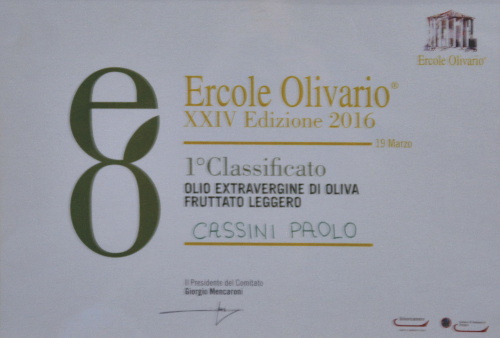 Ercole Olivario®
eo
Ercole Olivario®
XXIV Edizione 2016
19 Marzo
1° Classificato
OLIO EXTRAVERGINE DI OLIVA
FRUTTATO LEGGERO
CASSINI PAOLO
Il Presidente del Comitato
Giorgio Mencaroni